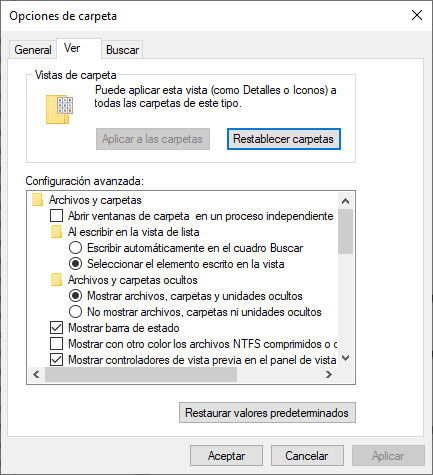 Opciones de carpeta
General
Ver
Buscar
Vistas de carpeta
Puede aplicar esta vista (como Detalles o Iconos) a
todas las carpetas de este tipo.
Aplicar a las carpetas
Restablecer carpetas
Configuración avanzada:
Archivos y carpetas
Abrir ventanas de carpeta en un proceso independiente
Al escribir en la vista de lista
Escribir automáticamente en el cuadro Buscar
Seleccionar el elemento escrito en la vista
Archivos y carpetas ocultos
Mostrar archivos, carpetas y unidades ocultos
No mostrar archivos, carpetas ni unidades ocultos
Mostrar barra de estado
Mostrar con otro color los archivos NTFS comprimidos o c
Mostrar controladores de vista previa en el panel de vista
Restaurar valores predeterminados
Aceptar
Cancelar
Aplicar